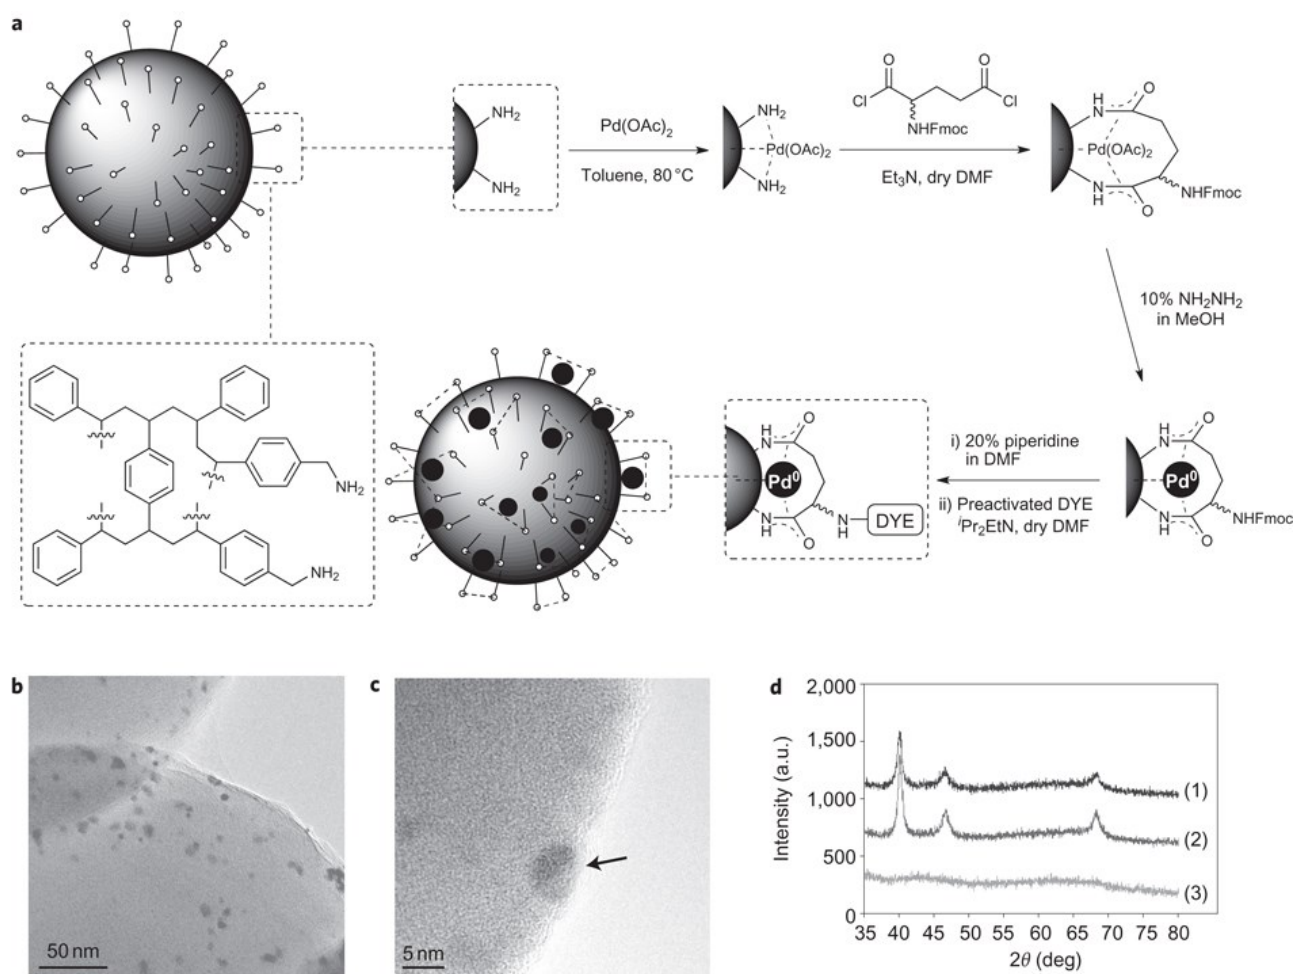 a
NH₂
NH₂
Pd(OAc)₂
Toluene, 80 °C
NH₂
Pd(OAc)₂
NH₂
O
O
Cl
Cl
NHFmoc
Et₃N, dry DMF
O
H
N
Pd(OAc)₂
N
H
O
NHFmoc
10% NH₂NH₂
in MeOH
NH₂
NH₂
O
H
N
Pd⁰
N
H
O
N
H
DYE
i) 20% piperidine
in DMF
ii) Preactivated DYE
ⁱPr₂EtN, dry DMF
O
H
N
Pd⁰
N
H
O
NHFmoc
b
50 nm
c
5 nm
d
2,000
1,500
1,000
500
0
Intensity (a.u.)
(1)
(2)
(3)
35 40 45 50 55 60 65 70 75 80
2θ (deg)